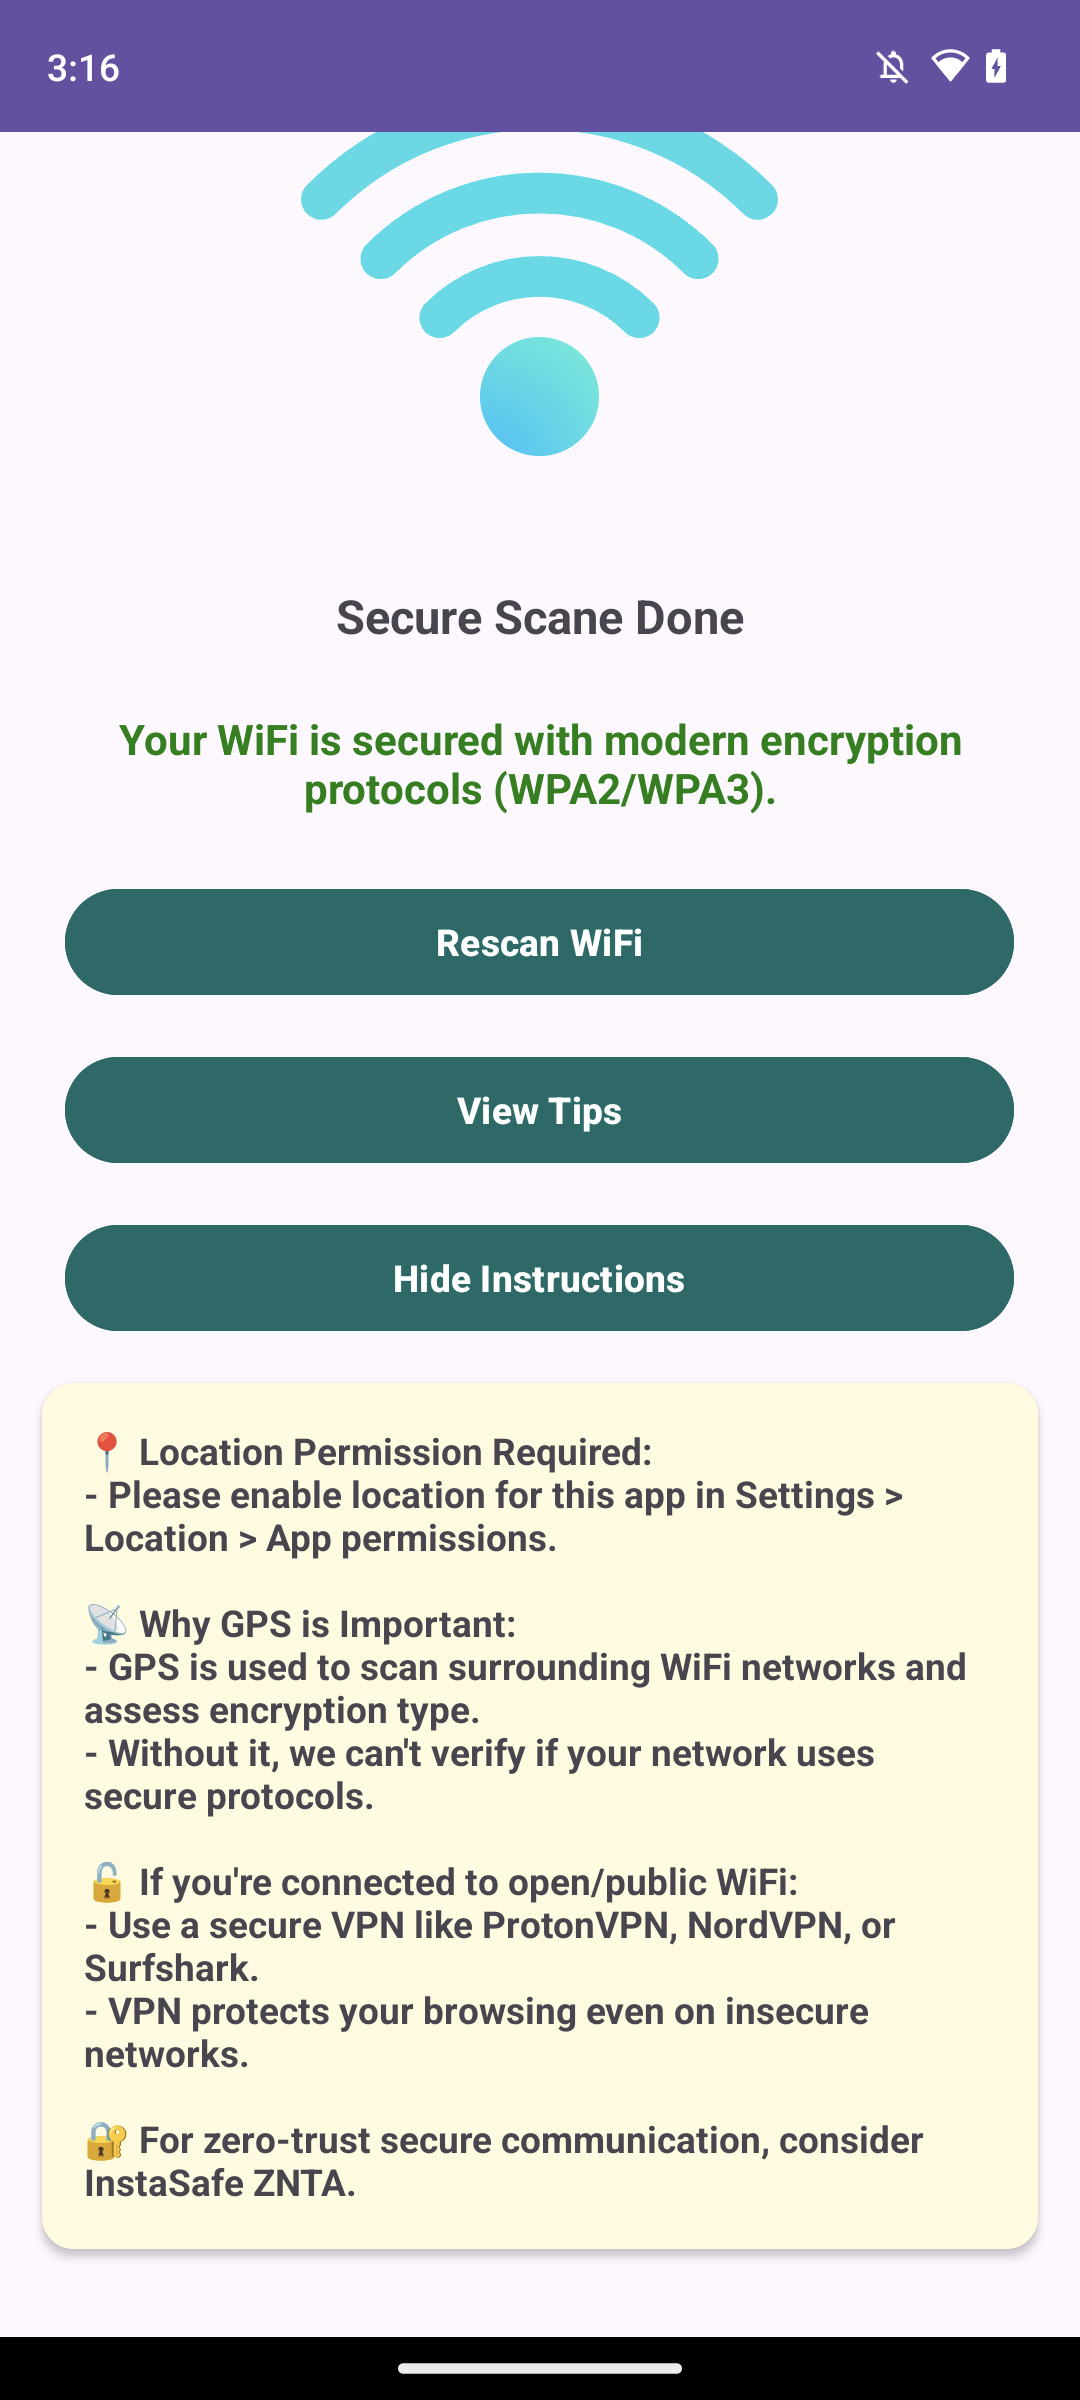 3:16
Secure Scane Done
Your WiFi is secured with modern encryption
protocols (WPA2/WPA3).
Rescan WiFi
View Tips
Hide Instructions
📍 Location Permission Required:
- Please enable location for this app in Settings >
Location > App permissions.
📡 Why GPS is Important:
- GPS is used to scan surrounding WiFi networks and
assess encryption type.
- Without it, we can't verify if your network uses
secure protocols.
🔓 If you're connected to open/public WiFi:
- Use a secure VPN like ProtonVPN, NordVPN, or
Surfshark.
- VPN protects your browsing even on insecure
networks.
🔐 For zero-trust secure communication, consider
InstaSafe ZNTA.